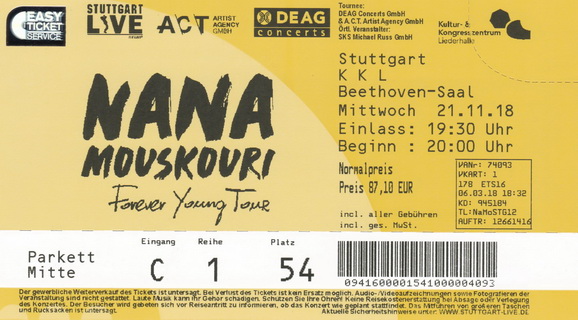 EASY
TICKET
SERVICE
STUTTGART
LIVE
ACT ARTIST
AGENCY
GMBH
DEAG
concerts
Tournee:
DEAG Concerts GmbH
& A.C.T. Artist Agency GmbH
Örtl. Veranstalter:
SKS Michael Russ GmbH
Kultur- &
Kongresszentrum
Liederhalle
NANA
MOUSKOURI
Forever Young Tour
Stuttgart
K K L
Beethoven-Saal
Mittwoch 21.11.18
Einlass: 19:30 Uhr
Beginn : 20:00 Uhr
Normalpreis
Preis 87,10 EUR
incl. aller Gebühren
incl. ges. MwSt.
VANr: 74093
VKART: 1
178 ETS16
06.03.18 18:32
KD: 945184
TL:NaMoSTG12
AUFTR: 12661416
Parkett
Mitte
Eingang Reihe Platz
C 1 54
0941600001541000004093
Der gewerbliche Weiterverkauf des Tickets ist untersagt. Bei Verlust des Tickets ist kein Ersatz möglich. Audio-/Videoaufzeichnungen sowie Fotografieren der
Veranstaltung sind nicht gestattet. Laute Musik kann Ihr Gehör schädigen. Schützen Sie Ihre Ohren! Keine Reisekostenerstattung bei Absage oder Verlegung
des Konzertes. Der Besucher wird gebeten sich vor Reiseantritt zu informieren, ob das Konzert wie geplant stattfindet. Das Mitführen von größeren Taschen
und Rucksäcken ist untersagt. Aktuelle Sicherheitshinweise unter: WWW.STUTTGART-LIVE.DE